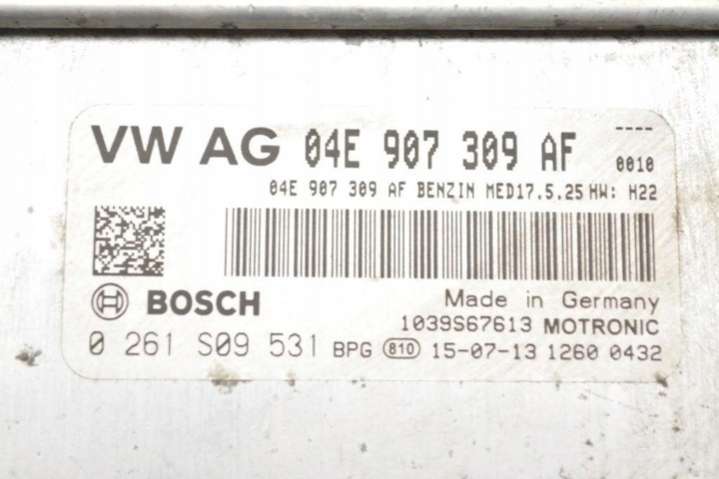 VW AG 04E 907 309 AF ---- 0010
04E 907 309 AF BENZIN MED17.5.25 HW: H22
BOSCH Made in Germany
1039S67613 MOTRONIC
0 261 S09 531 BPG 810 15-07-13 1260 0432